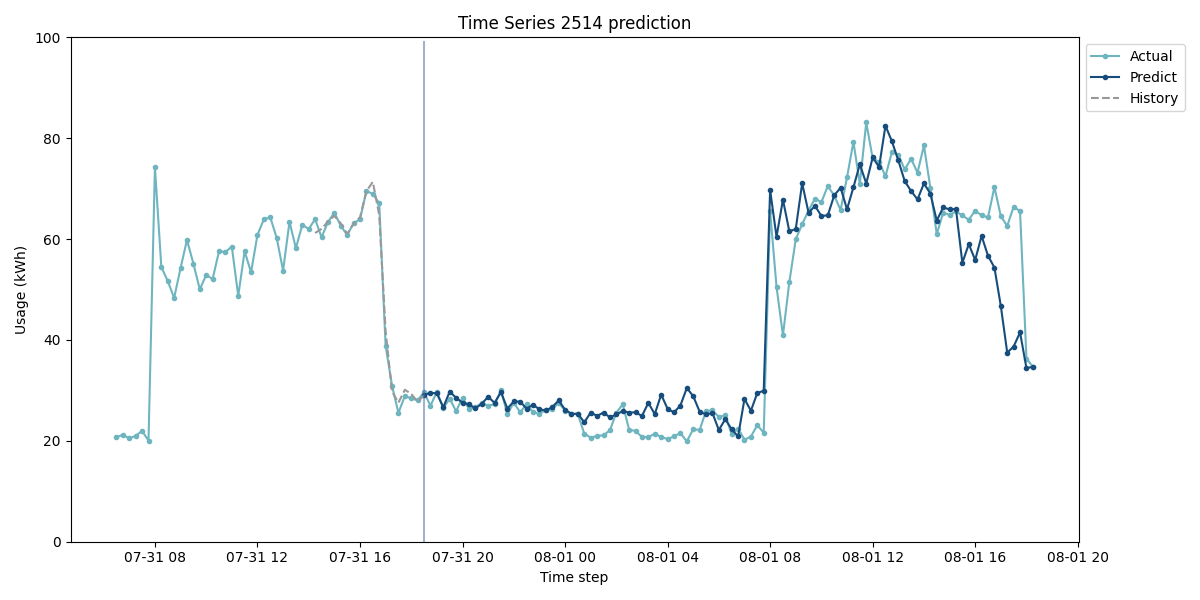 Time Series 2514 prediction
Usage (kWh)
100
80
60
40
20
0
07-31 08
07-31 12
07-31 16
07-31 20
08-01 00
08-01 04
08-01 08
08-01 12
08-01 16
08-01 20
Time step
Actual
Predict
History